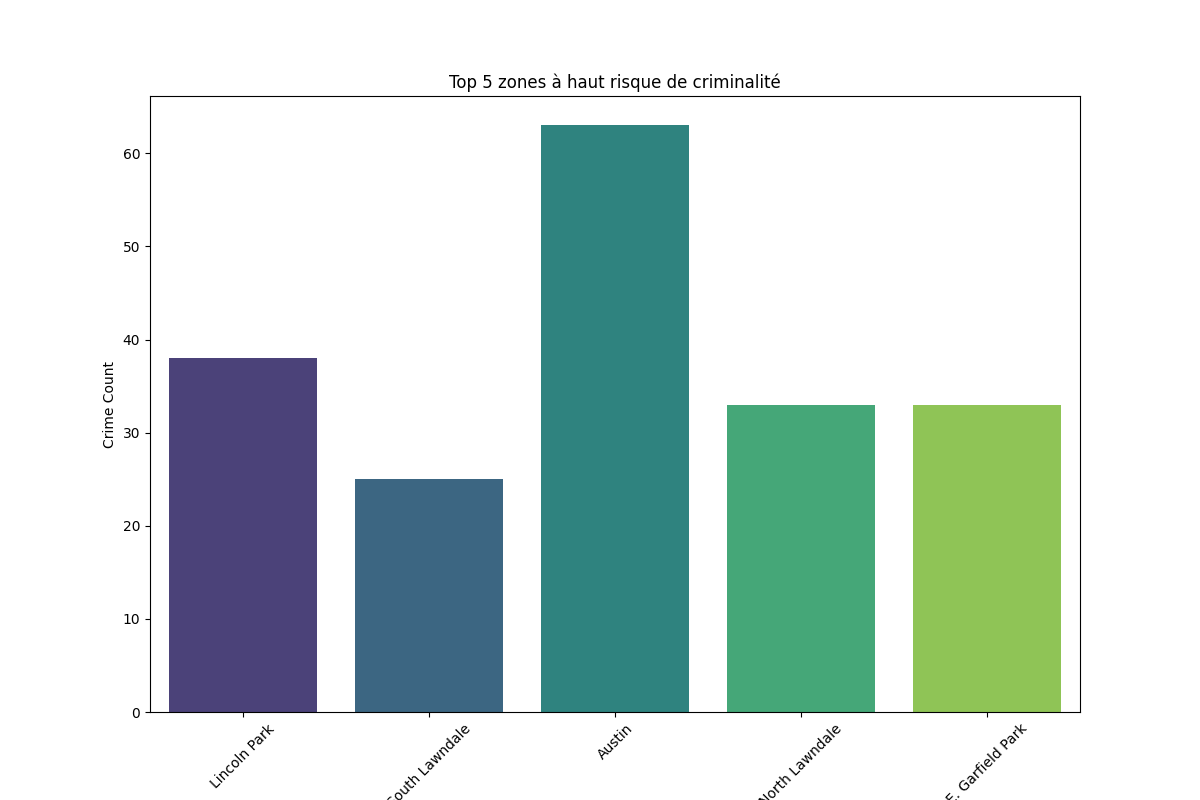 Top 5 zones à haut risque de criminalité
Crime Count
60
50
40
30
20
10
0
Lincoln Park
South Lawndale
Austin
North Lawndale
E. Garfield Park